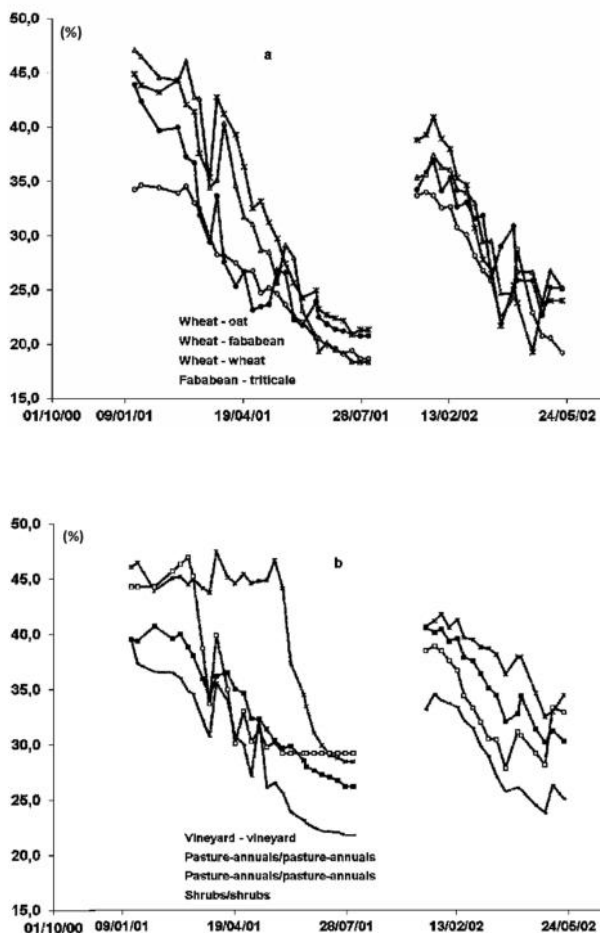 50,0
(%)
a
45,0
40,0
35,0
30,0
25,0
20,0
15,0
Wheat - oat
Wheat - fababean
Wheat - wheat
Fababean - triticale
01/10/00 09/01/01 19/04/01 28/07/01 13/02/02 24/05/02
50,0
(%)
b
45,0
40,0
35,0
30,0
25,0
20,0
15,0
Vineyard - vineyard
Pasture-annuals/pasture-annuals
Pasture-annuals/pasture-annuals
Shrubs/shrubs
01/10/00 09/01/01 19/04/01 28/07/01 13/02/02 24/05/02